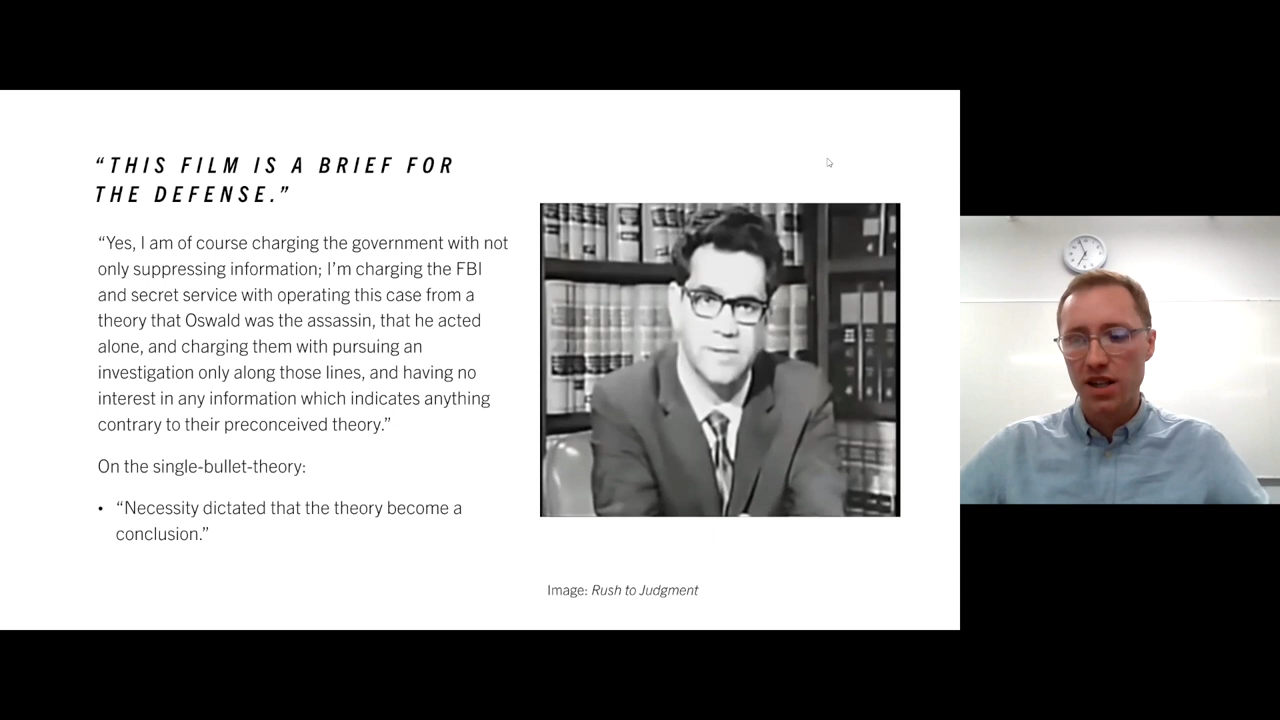 “THIS FILM IS A BRIEF FOR
THE DEFENSE.”
“Yes, I am of course charging the government with not
only suppressing information; I’m charging the FBI
and secret service with operating this case from a
theory that Oswald was the assassin, that he acted
alone, and charging them with pursuing an
investigation only along those lines, and having no
interest in any information which indicates anything
contrary to their preconceived theory.”
On the single-bullet-theory:
• “Necessity dictated that the theory become a
conclusion.”
Image: Rush to Judgment